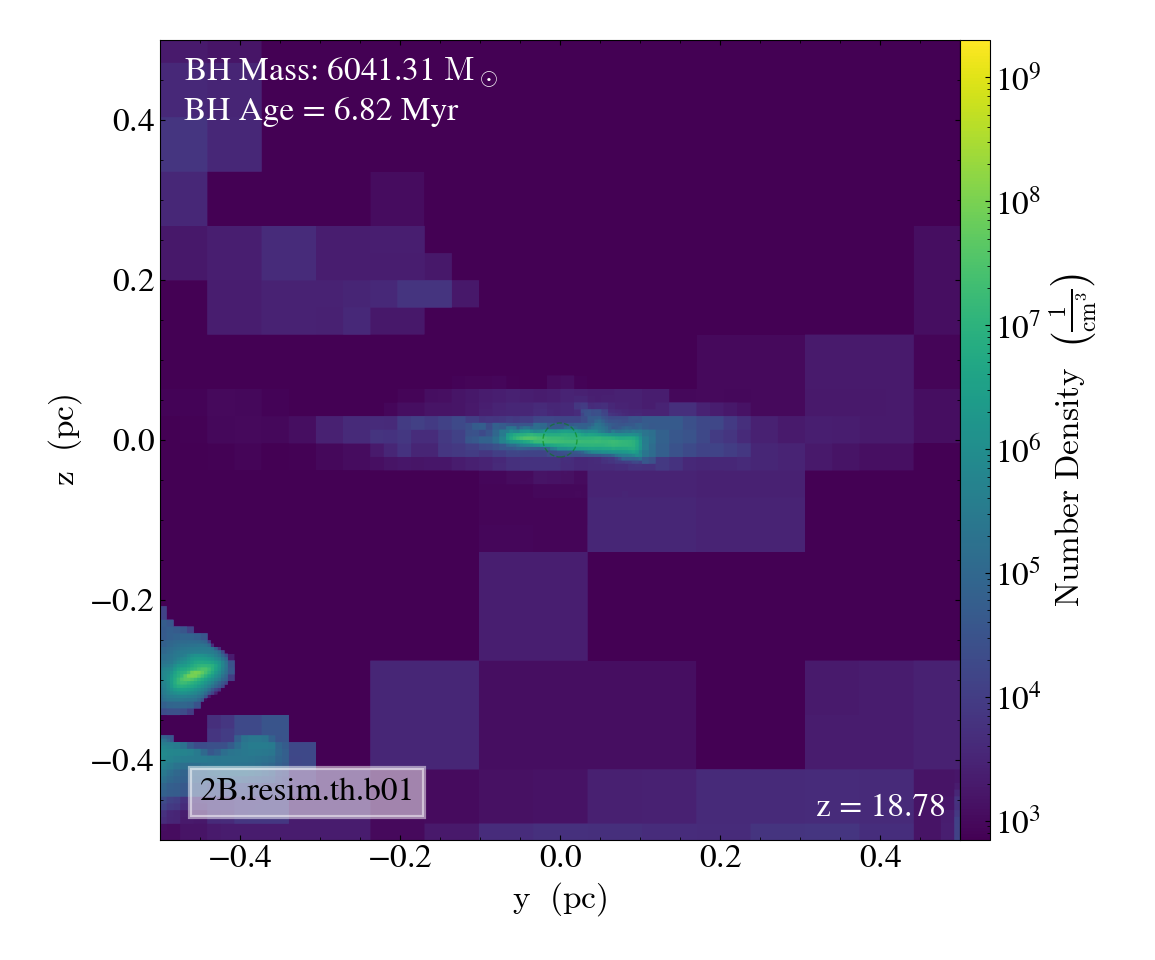 BH Mass: 6041.31 M⊙
BH Age = 6.82 Myr
0.4
0.2
0.0
−0.2
−0.4
z (pc)
2B.resim.th.b01
z = 18.78
−0.4 −0.2 0.0 0.2 0.4
y (pc)
10⁹
10⁸
10⁷
10⁶
10⁵
10⁴
10³
Number Density (1/cm³)